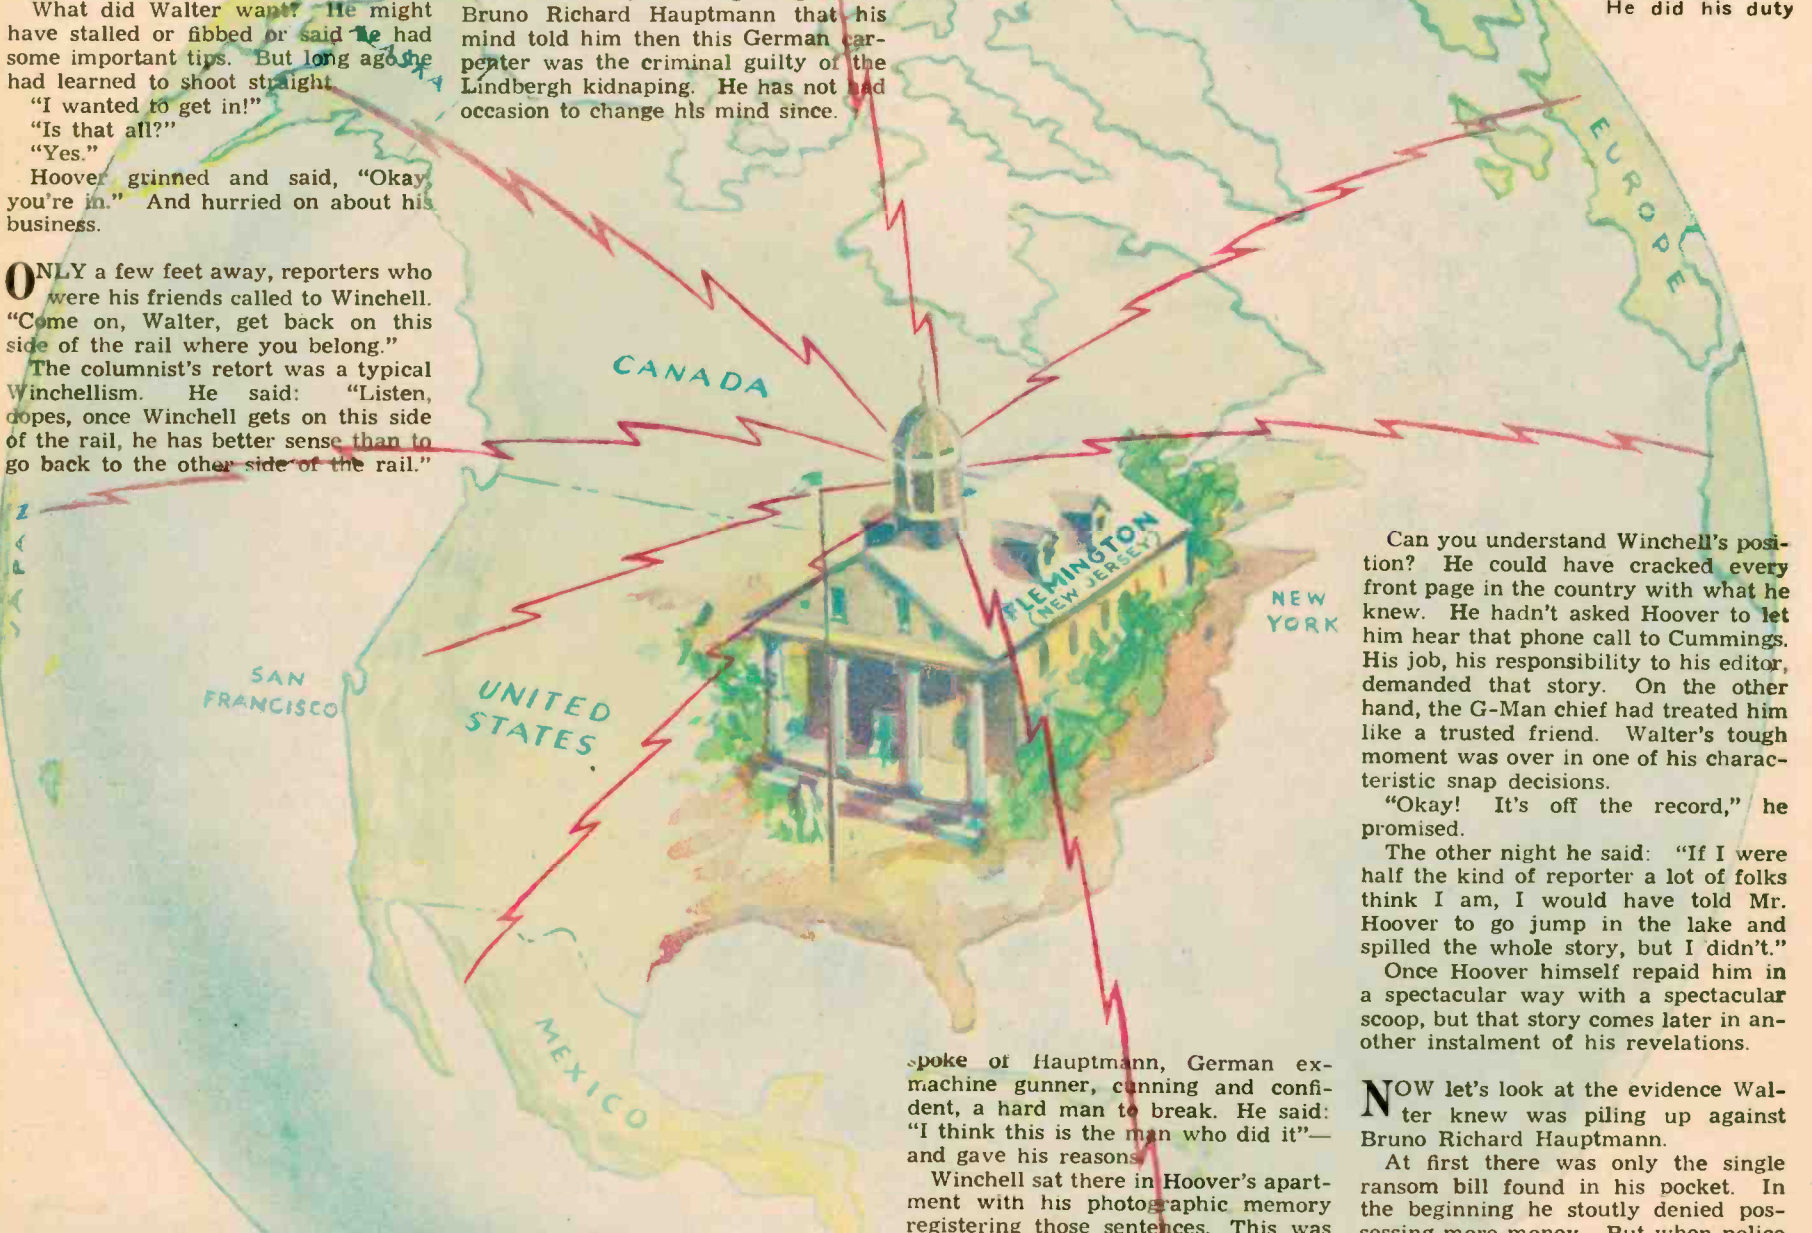 What did Walter want? He might
have stalled or fibbed or said he had
some important tips. But long ago he
had learned to shoot straight.
"I wanted to get in!"
"Is that all?"
"Yes."
Hoover grinned and said, "Okay,
you're in." And hurried on about his
business.
ONLY a few feet away, reporters who
were his friends called to Winchell.
"Come on, Walter, get back on this
side of the rail where you belong."
The columnist's retort was a typical
Winchellism. He said: "Listen,
dopes, once Winchell gets on this side
of the rail, he has better sense than to
go back to the other side of the rail."
Bruno Richard Hauptmann that his
mind told him then this German car-
penter was the criminal guilty of the
Lindbergh kidnaping. He has not had
occasion to change his mind since.
He did his duty
EUROPE
CANADA
JAPAN
FLEMINGTON
(NEW JERSEY)
NEW
YORK
SAN
FRANCISCO
UNITED
STATES
MEXICO
spoke of Hauptmann, German ex-
machine gunner, cunning and confi-
dent, a hard man to break. He said:
"I think this is the man who did it"—
and gave his reasons.
Winchell sat there in Hoover's apart-
ment with his photographic memory
registering those sentences. This was
Can you understand Winchell's posi-
tion? He could have cracked every
front page in the country with what he
knew. He hadn't asked Hoover to let
him hear that phone call to Cummings.
His job, his responsibility to his editor,
demanded that story. On the other
hand, the G-Man chief had treated him
like a trusted friend. Walter's tough
moment was over in one of his charac-
teristic snap decisions.
"Okay! It's off the record," he
promised.
The other night he said: "If I were
half the kind of reporter a lot of folks
think I am, I would have told Mr.
Hoover to go jump in the lake and
spilled the whole story, but I didn't."
Once Hoover himself repaid him in
a spectacular way with a spectacular
scoop, but that story comes later in an-
other instalment of his revelations.
NOW let's look at the evidence Wal-
ter knew was piling up against
Bruno Richard Hauptmann.
At first there was only the single
ransom bill found in his pocket. In
the beginning he stoutly denied pos-
sessing more money. But when police